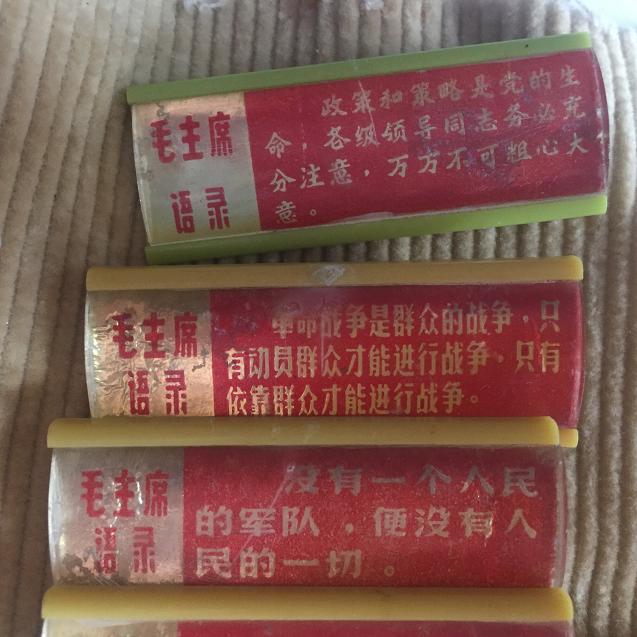 毛主席
语录
政策和策略是党的生
命，各级领导同志务必充
分注意，万万不可粗心大
意。
毛主席
语录
革命战争是群众的战争，只
有动员群众才能进行战争，只有
依靠群众才能进行战争。
毛主席
语录
没有一个人民
的军队，便没有人
民的一切。